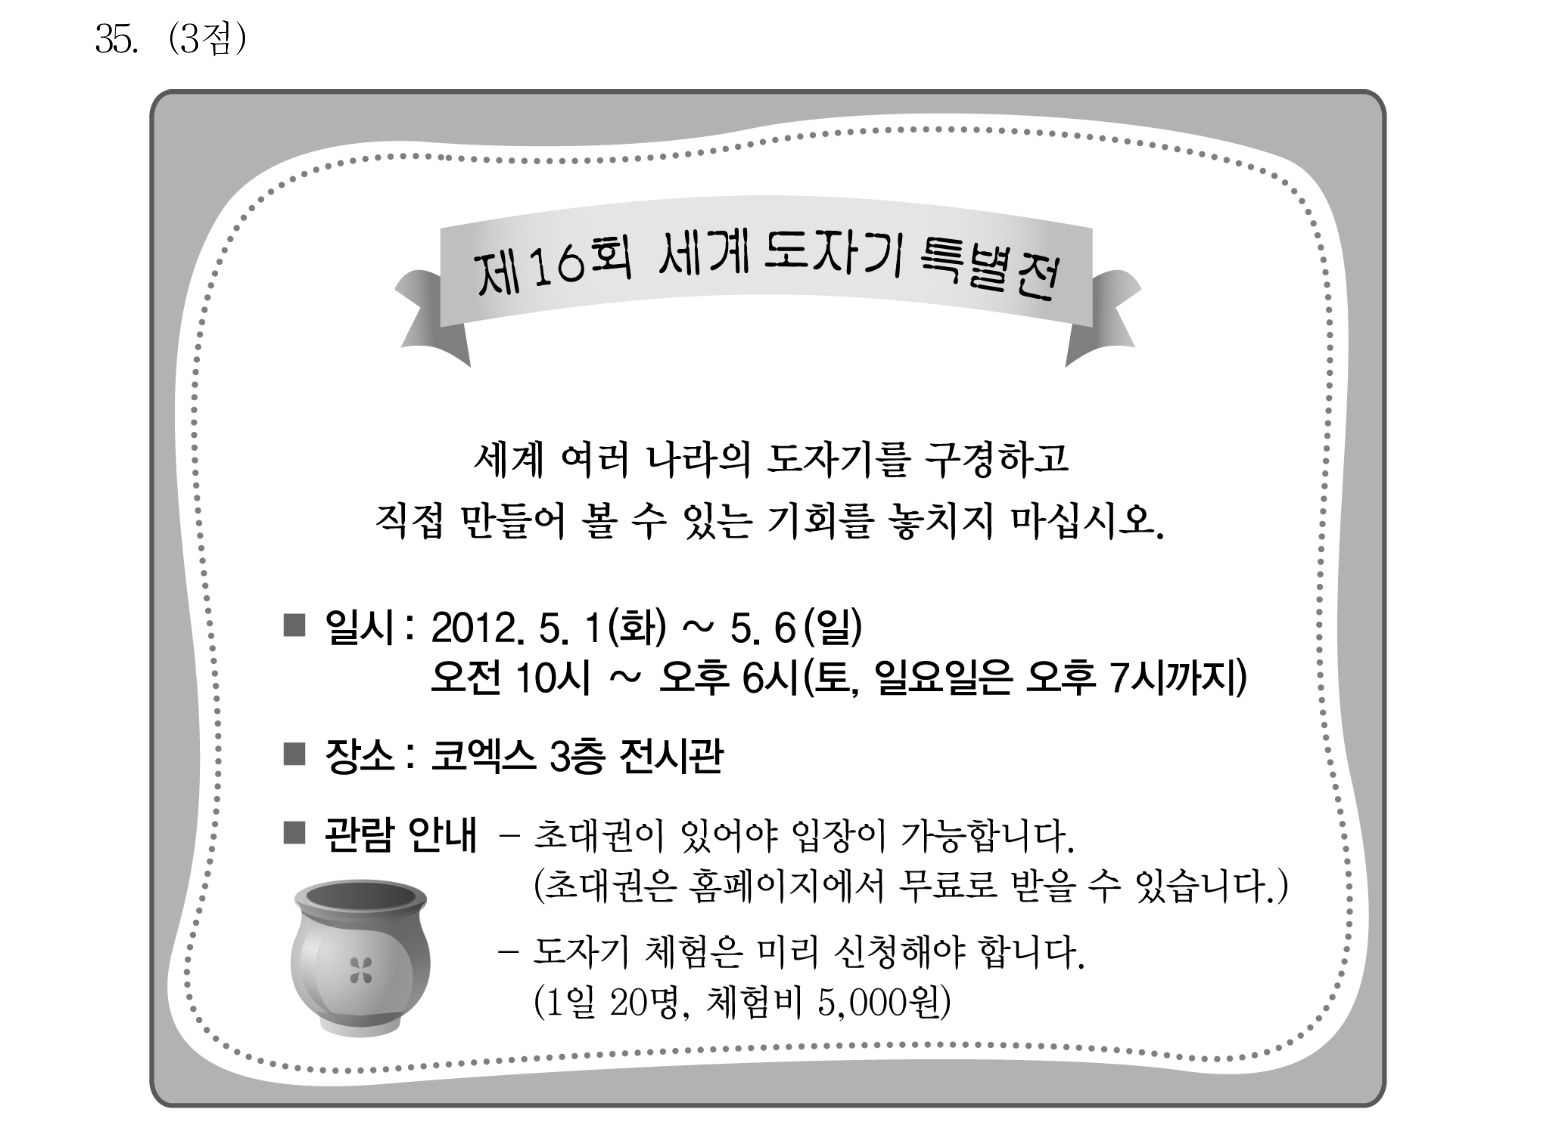 35. (3점)
제16회 세계 도자기 특별전
세계 여러 나라의 도자기를 구경하고
직접 만들어 볼 수 있는 기회를 놓치지 마십시오.
■ 일시 : 2012. 5. 1(화) ~ 5. 6(일)
오전 10시 ~ 오후 6시(토, 일요일은 오후 7시까지)
■ 장소 : 코엑스 3층 전시관
■ 관람 안내 - 초대권이 있어야 입장이 가능합니다.
(초대권은 홈페이지에서 무료로 받을 수 있습니다.)
- 도자기 체험은 미리 신청해야 합니다.
(1일 20명, 체험비 5,000원)